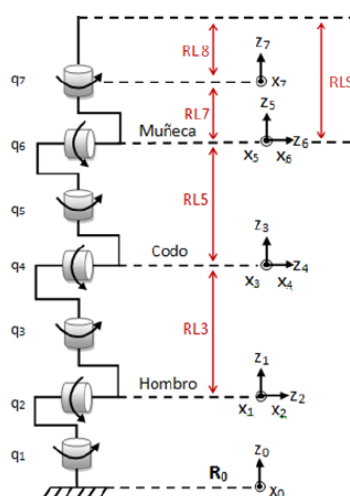 RL8
z7
RL9
q7
x7
RL7
z5
q6
Muñeca
z6
x5 x6
q5
RL5
z3
q4
Codo
z4
x3 x4
q3
RL3
z1
Hombro
q2
z2
x1 x2
q1
z0
R0
x0